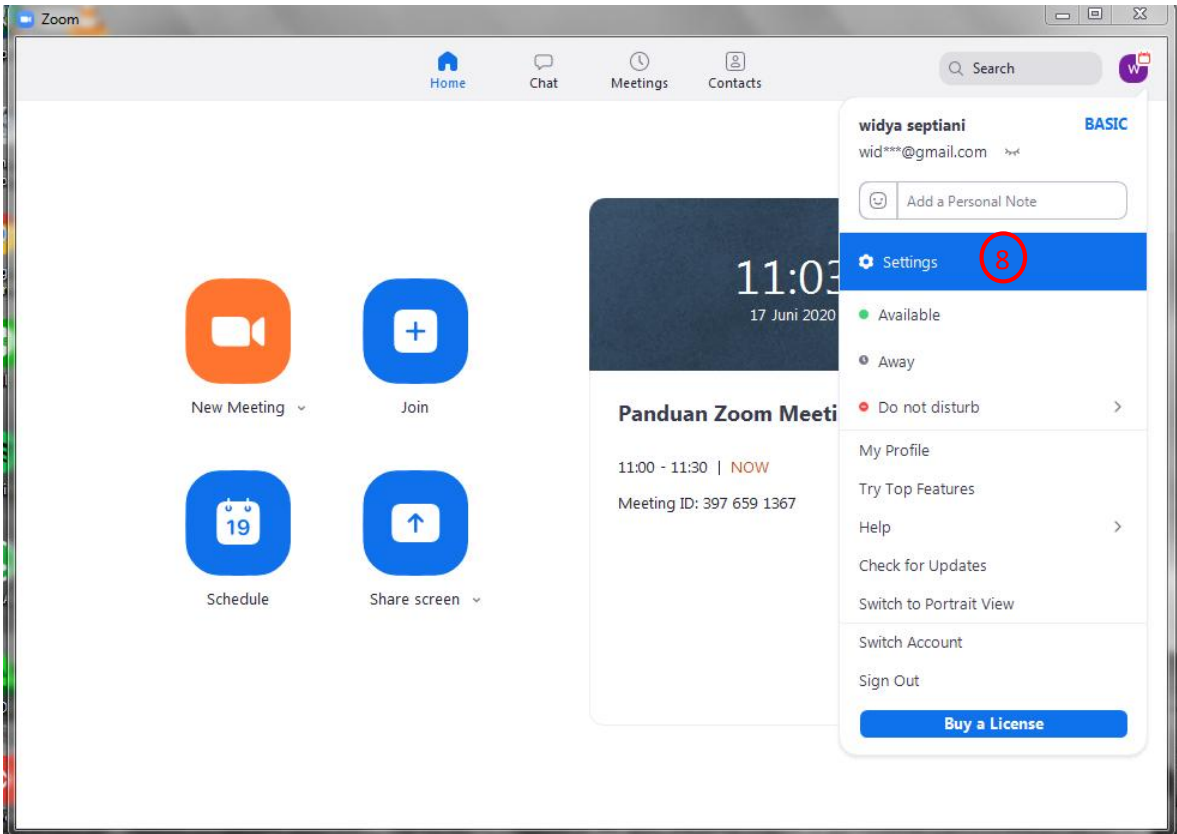 Zoom
Home
Chat
Meetings
Contacts
Search
W
widya septiani
BASIC
wid***@gmail.com
Add a Personal Note
Settings
8
Available
Away
Do not disturb
My Profile
Try Top Features
Help
Check for Updates
Switch to Portrait View
Switch Account
Sign Out
Buy a License
New Meeting
Join
19
Schedule
Share screen
11:03
17 Juni 2020
Panduan Zoom Meeti
11:00 - 11:30 | NOW
Meeting ID: 397 659 1367